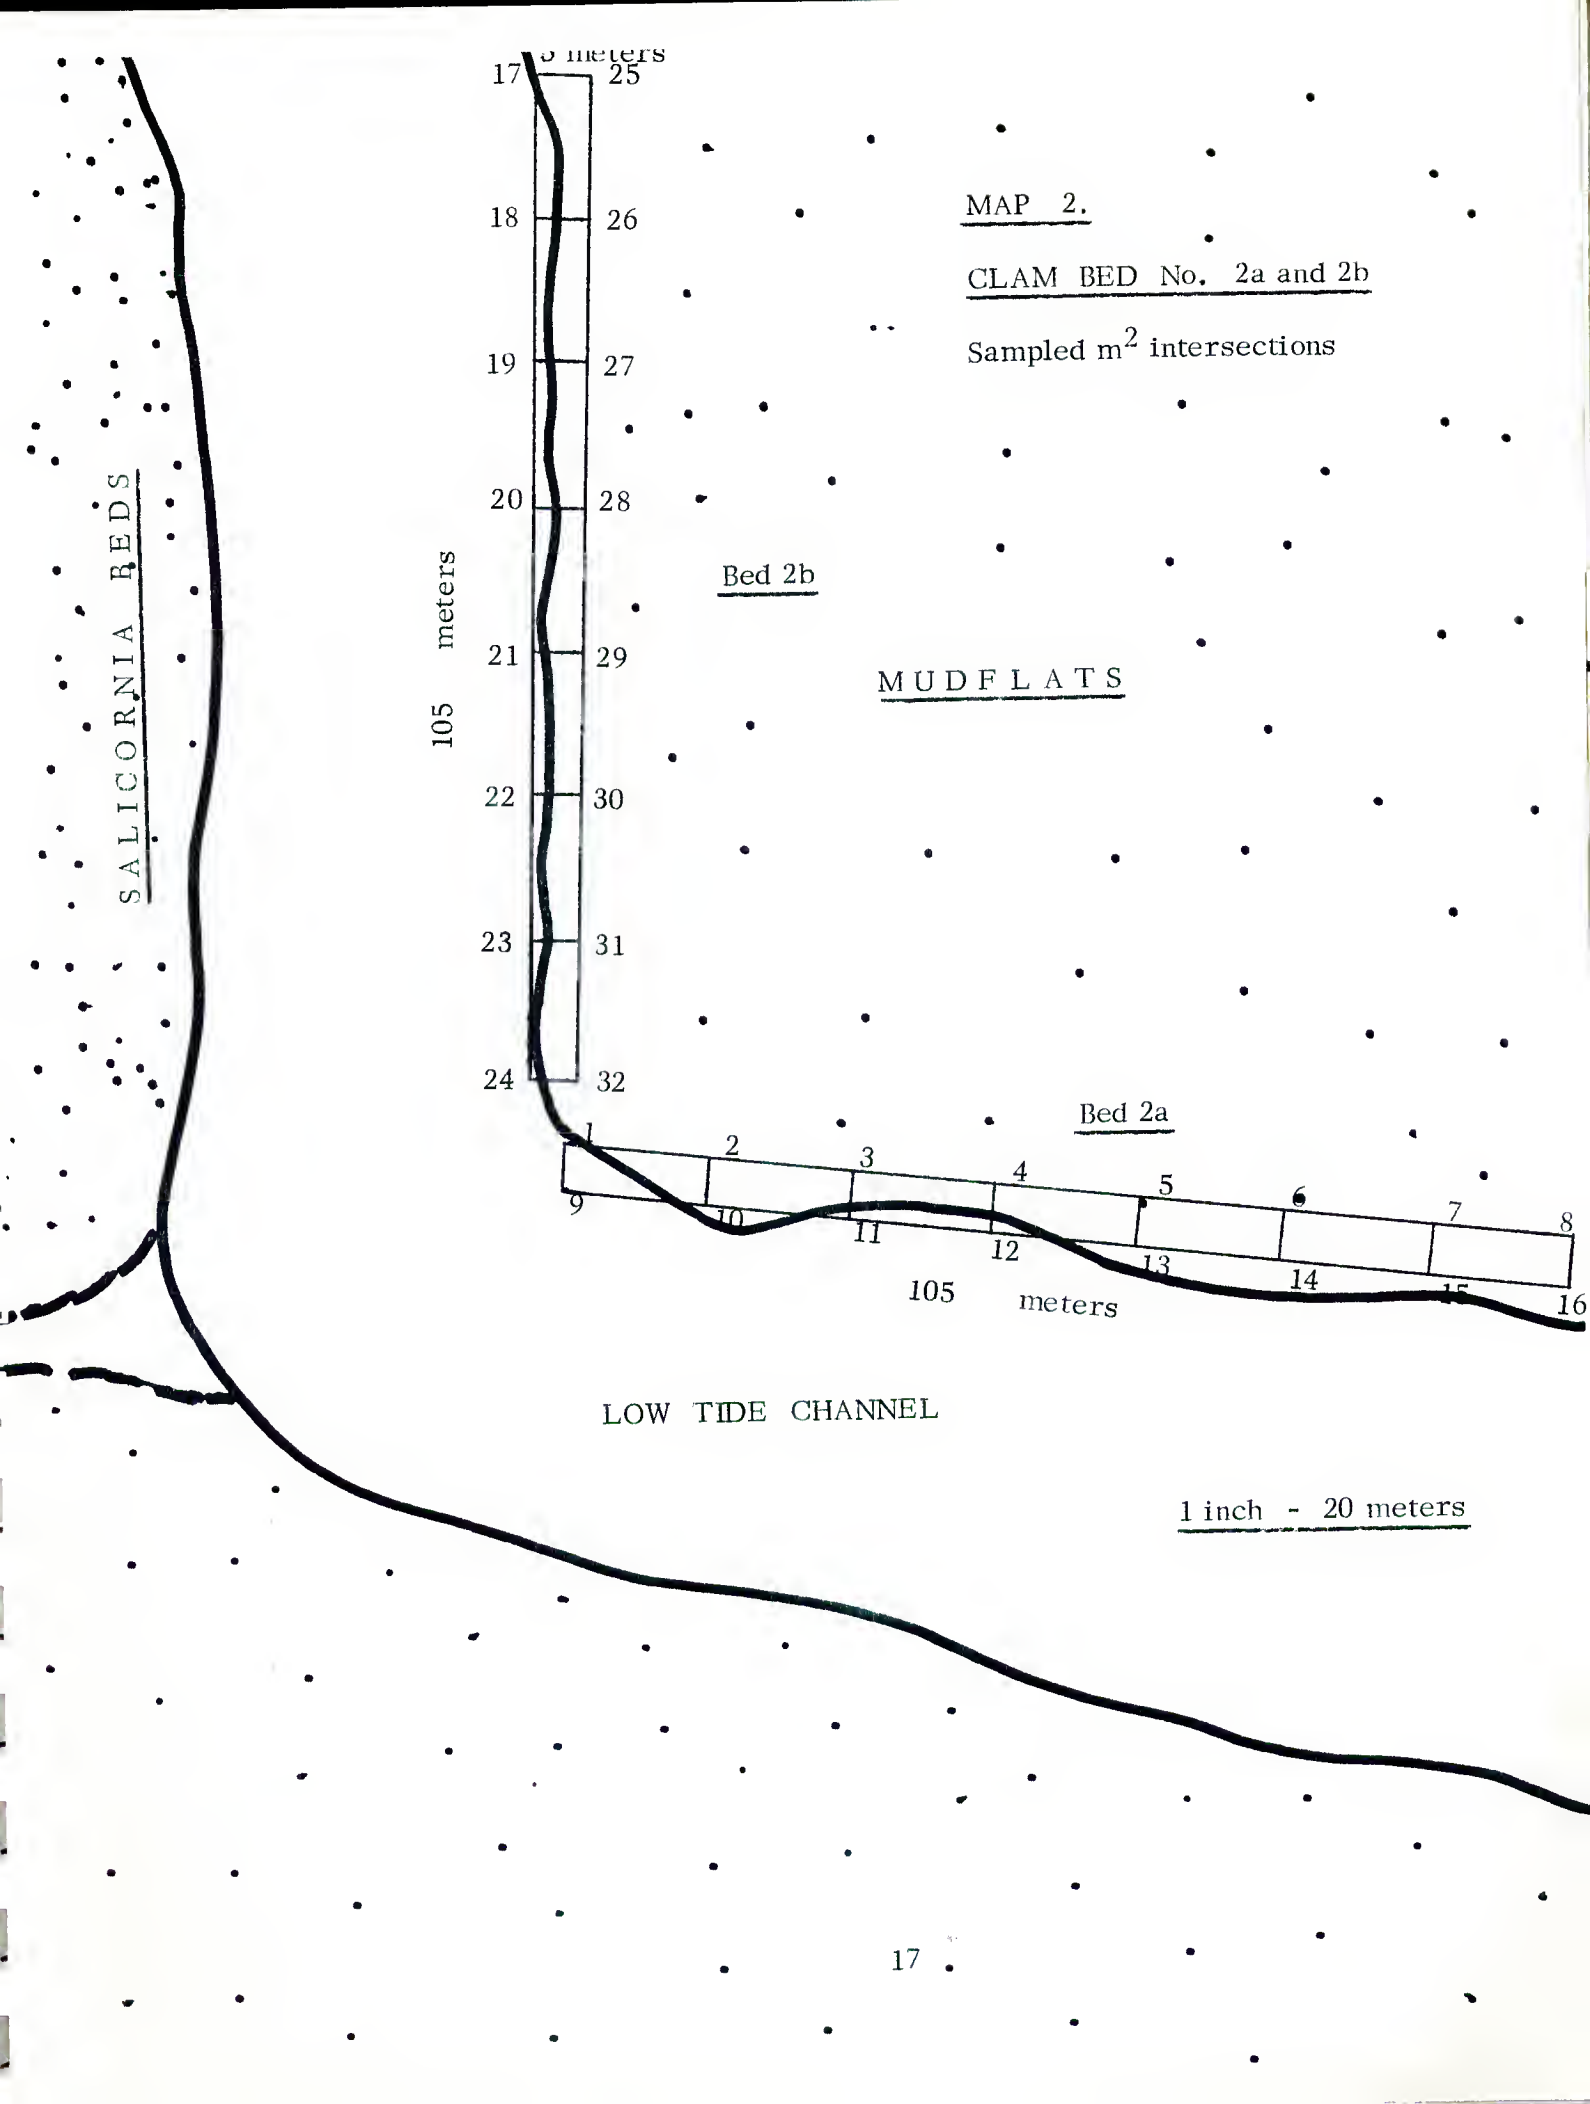 meters
17 25
MAP 2.
18 26
CLAM BED No. 2a and 2b
Sampled m² intersections
19 27
20 28
SALICORNIA BEDS
105 meters
Bed 2b
21 29
MUDFLATS
22 30
23 31
24 32
Bed 2a
1 2 3 4 5 6 7 8
9 10 11 12 13 14 15 16
105 meters
LOW TIDE CHANNEL
1 inch - 20 meters
17